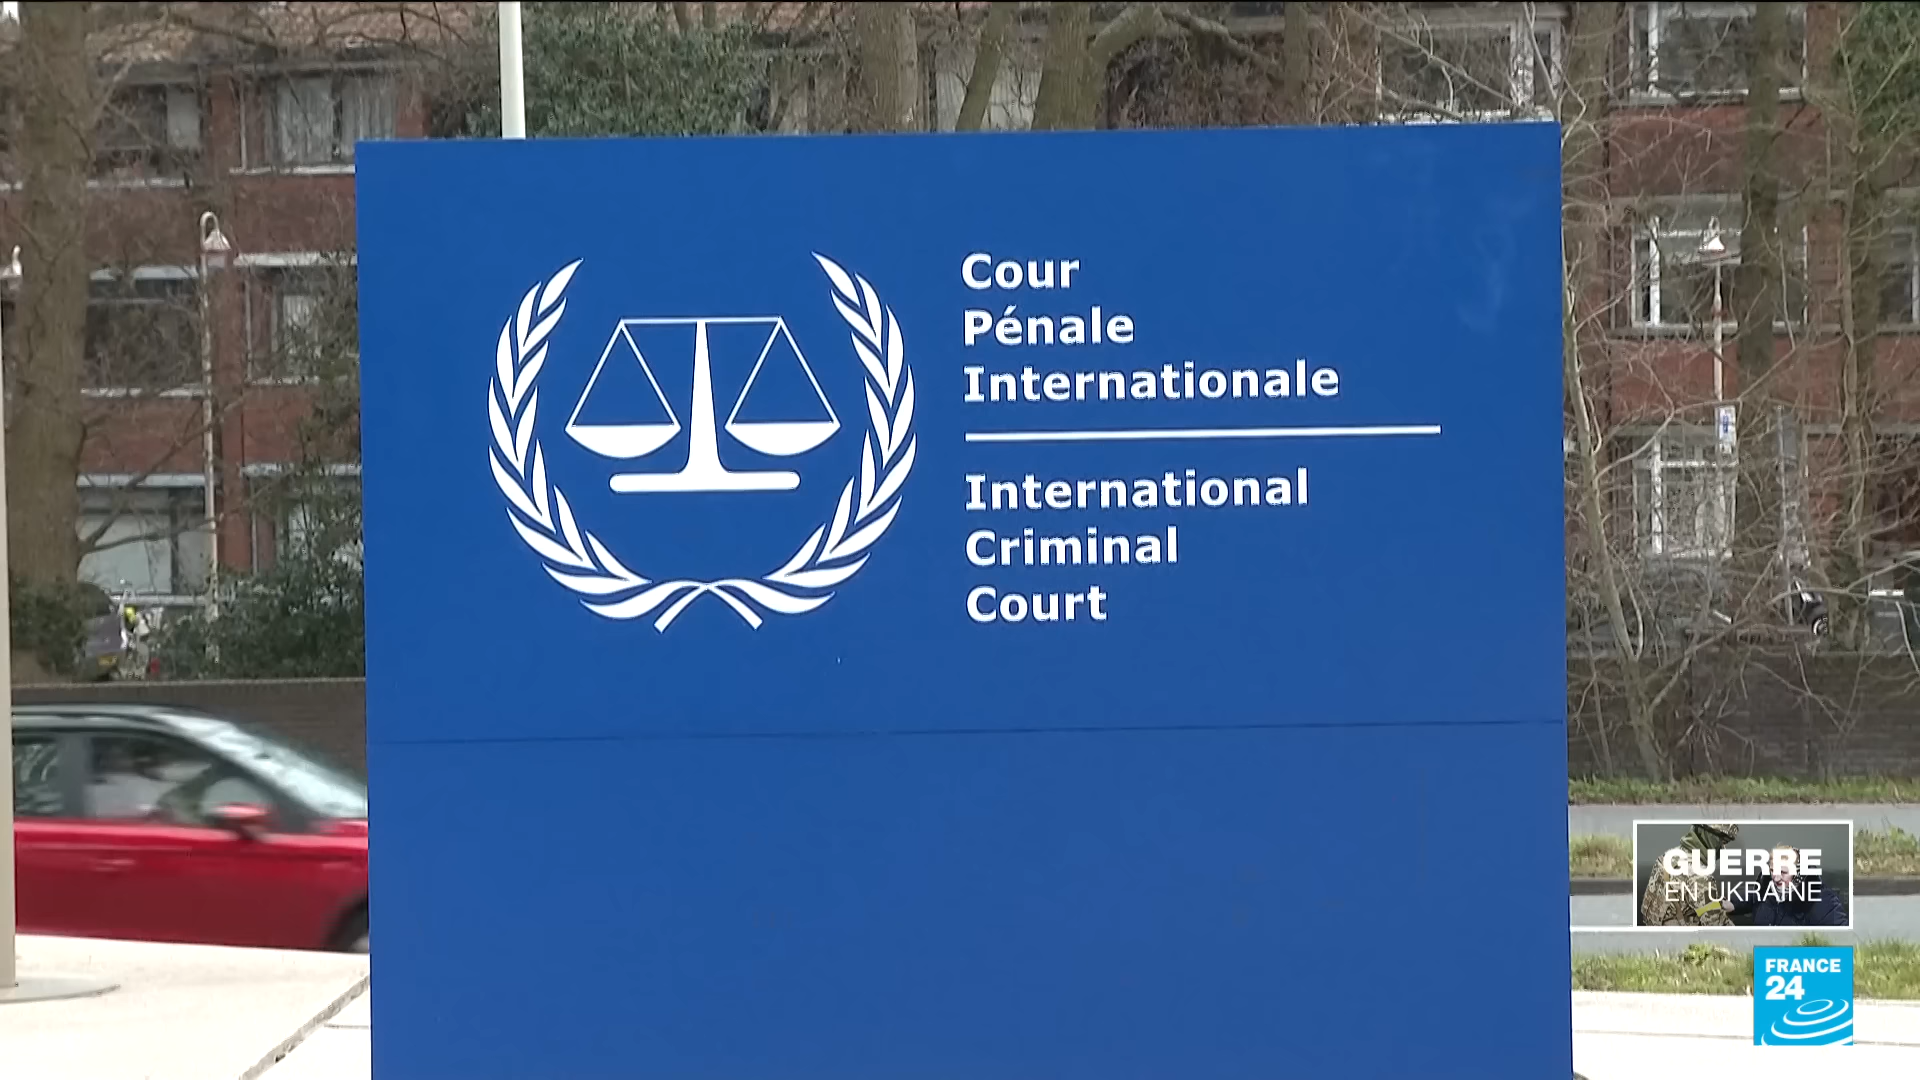 Cour
Pénale
Internationale
International
Criminal
Court
GUERRE
EN UKRAINE
FRANCE
24